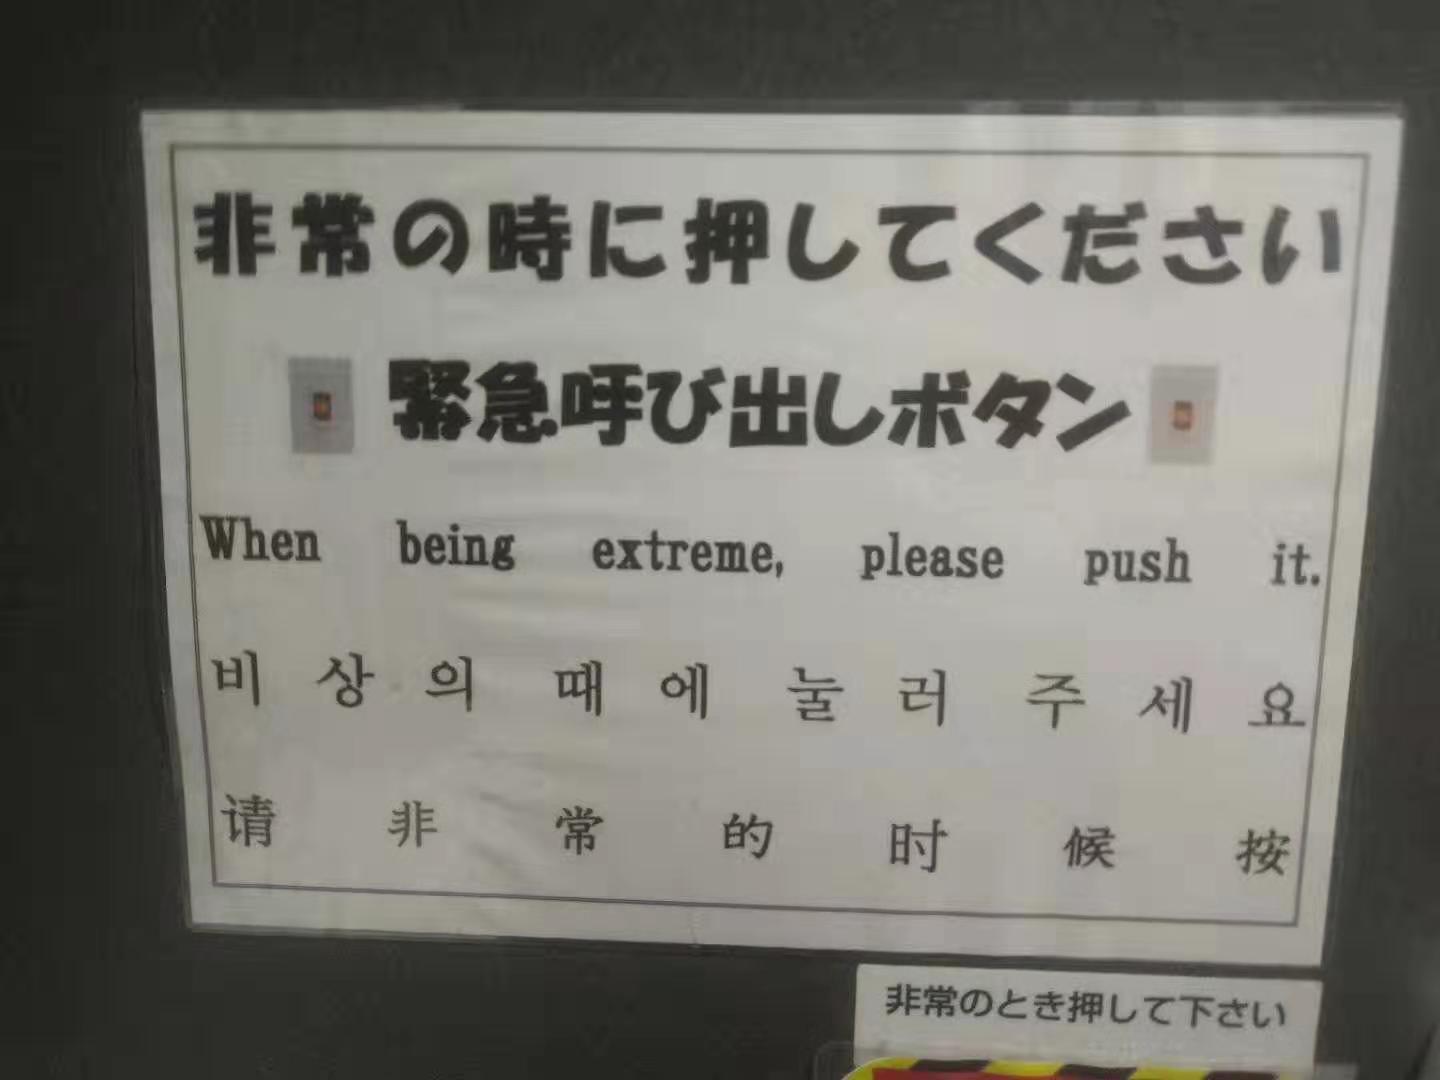 非常の時に押してください
緊急呼び出しボタン
When being extreme, please push it.
비상의 때에 눌러 주세요
请非常的时候按
非常のとき押して下さい